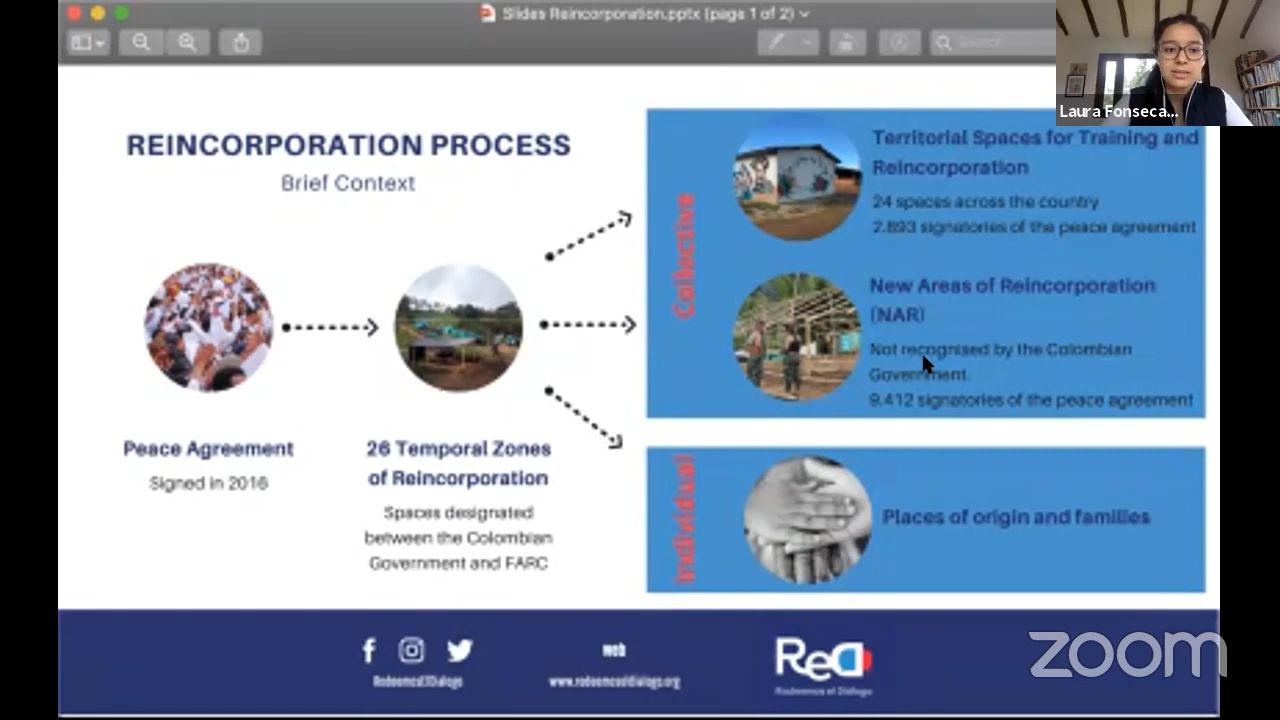 Slides Reincorporation.pptx (page 1 of 2)
Search
Laura Fonseca...
REINCORPORATION PROCESS
Brief Context
Peace Agreement
Signed in 2016
26 Temporal Zones
of Reincorporation
Spaces designated
between the Colombian
Government and FARC
Collective
Territorial Spaces for Training and
Reincorporation
24 spaces across the country
2.893 signatories of the peace agreement
New Areas of Reincorporation
(NAR)
Not recognised by the Colombian
Government.
9.412 signatories of the peace agreement
Individual
Places of origin and families
web
ReD
zoom